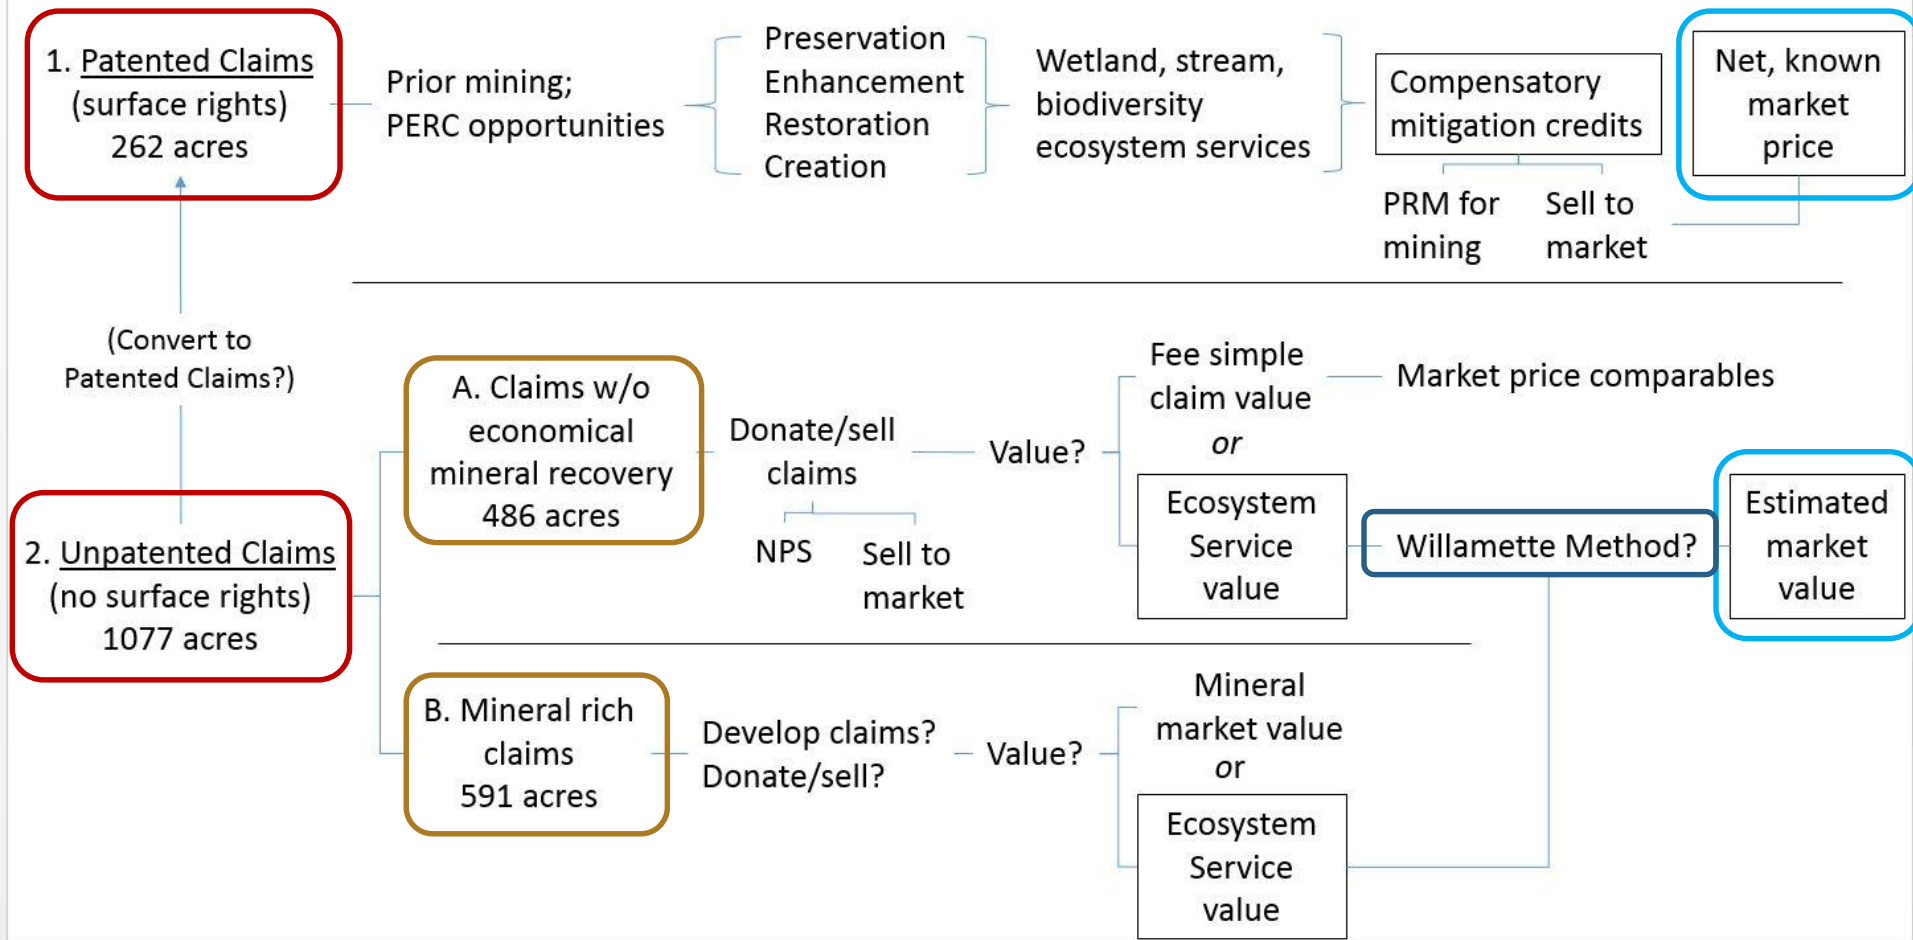 1. Patented Claims
(surface rights)
262 acres
Prior mining;
PERC opportunities
Preservation
Enhancement
Restoration
Creation
Wetland, stream,
biodiversity
ecosystem services
Compensatory
mitigation credits
PRM for
mining
Sell to
market
Net, known
market
price
(Convert to
Patented Claims?)
2. Unpatented Claims
(no surface rights)
1077 acres
A. Claims w/o
economical
mineral recovery
486 acres
Donate/sell
claims
NPS
Sell to
market
Value?
Fee simple
claim value
or
Ecosystem
Service
value
Market price comparables
Willamette Method?
Estimated
market
value
B. Mineral rich
claims
591 acres
Develop claims?
Donate/sell?
Value?
Mineral
market value
or
Ecosystem
Service
value